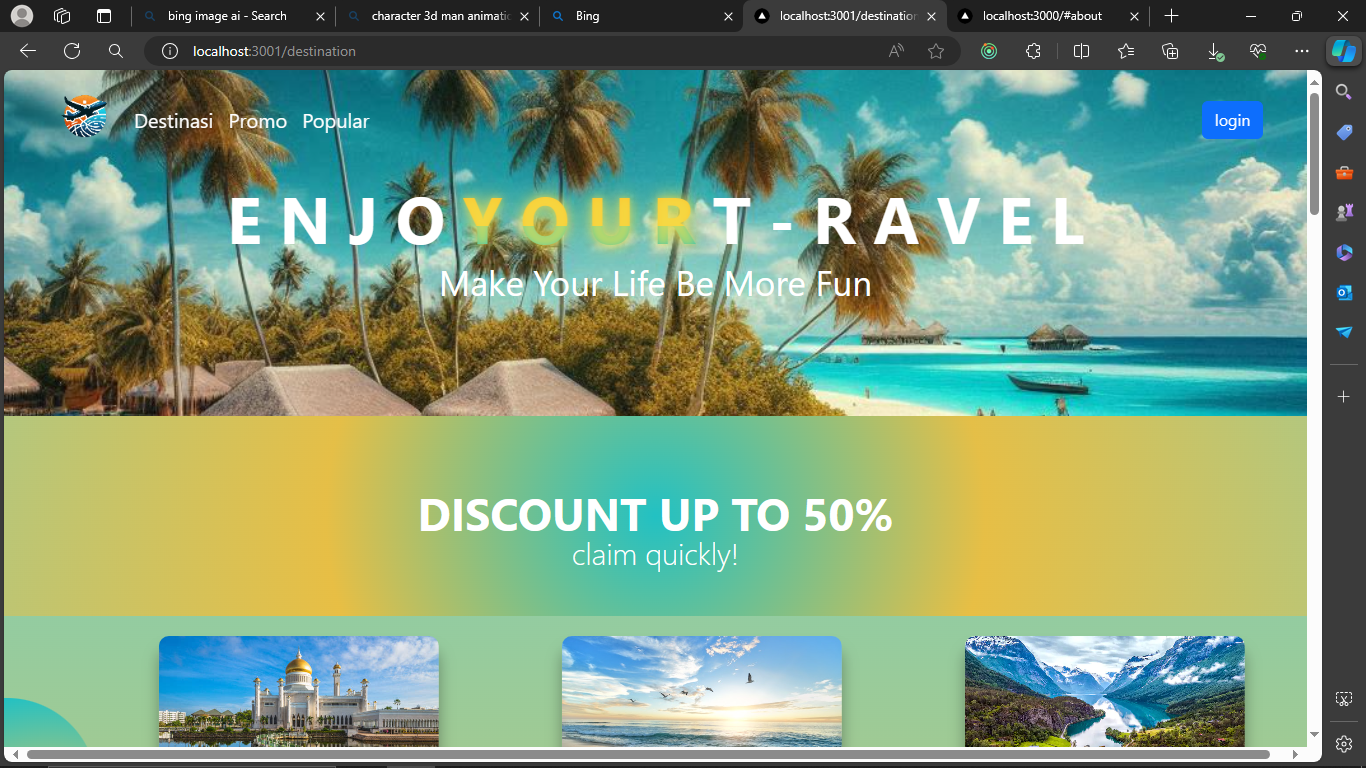 bing image ai - Search
character 3d man animatic
Bing
localhost:3001/destination
localhost:3000/#about
localhost:3001/destination
Destinasi Promo Popular
login
ENJOYOURT-RAVEL
Make Your Life Be More Fun
DISCOUNT UP TO 50%
claim quickly!